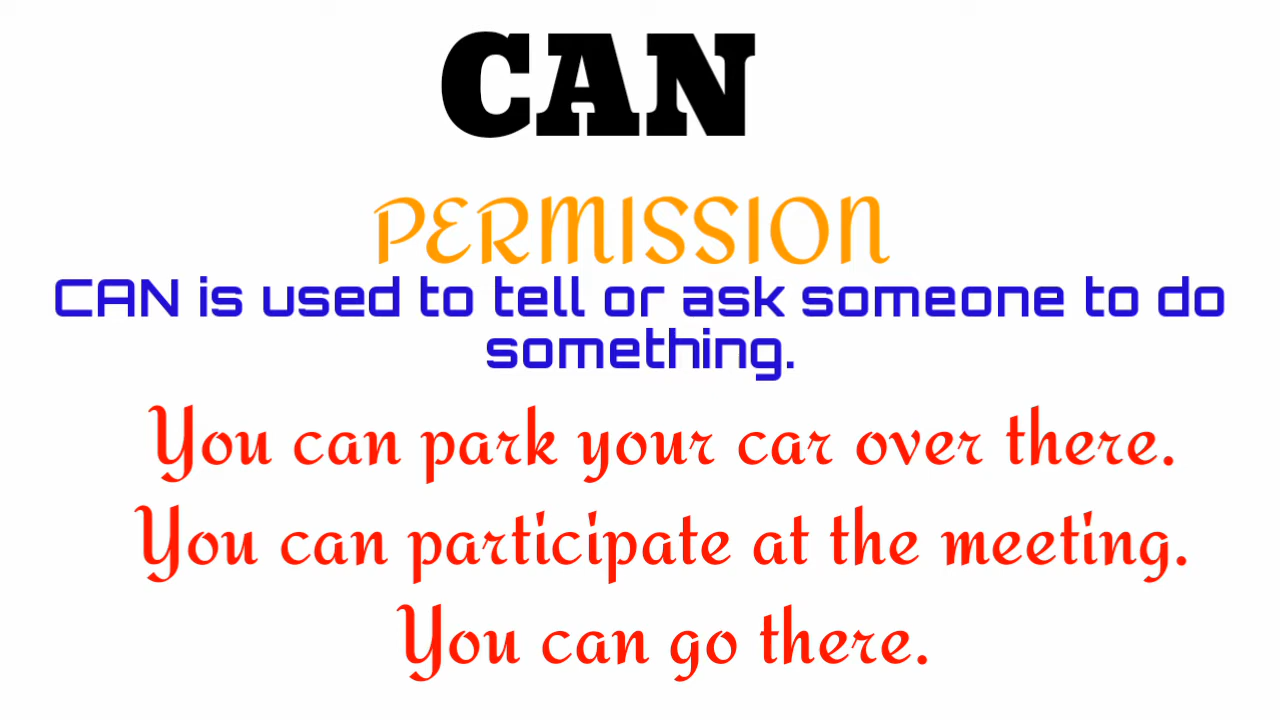 CAN
PERMISSION
CAN is used to tell or ask someone to do
something.
You can park your car over there.
You can participate at the meeting.
You can go there.